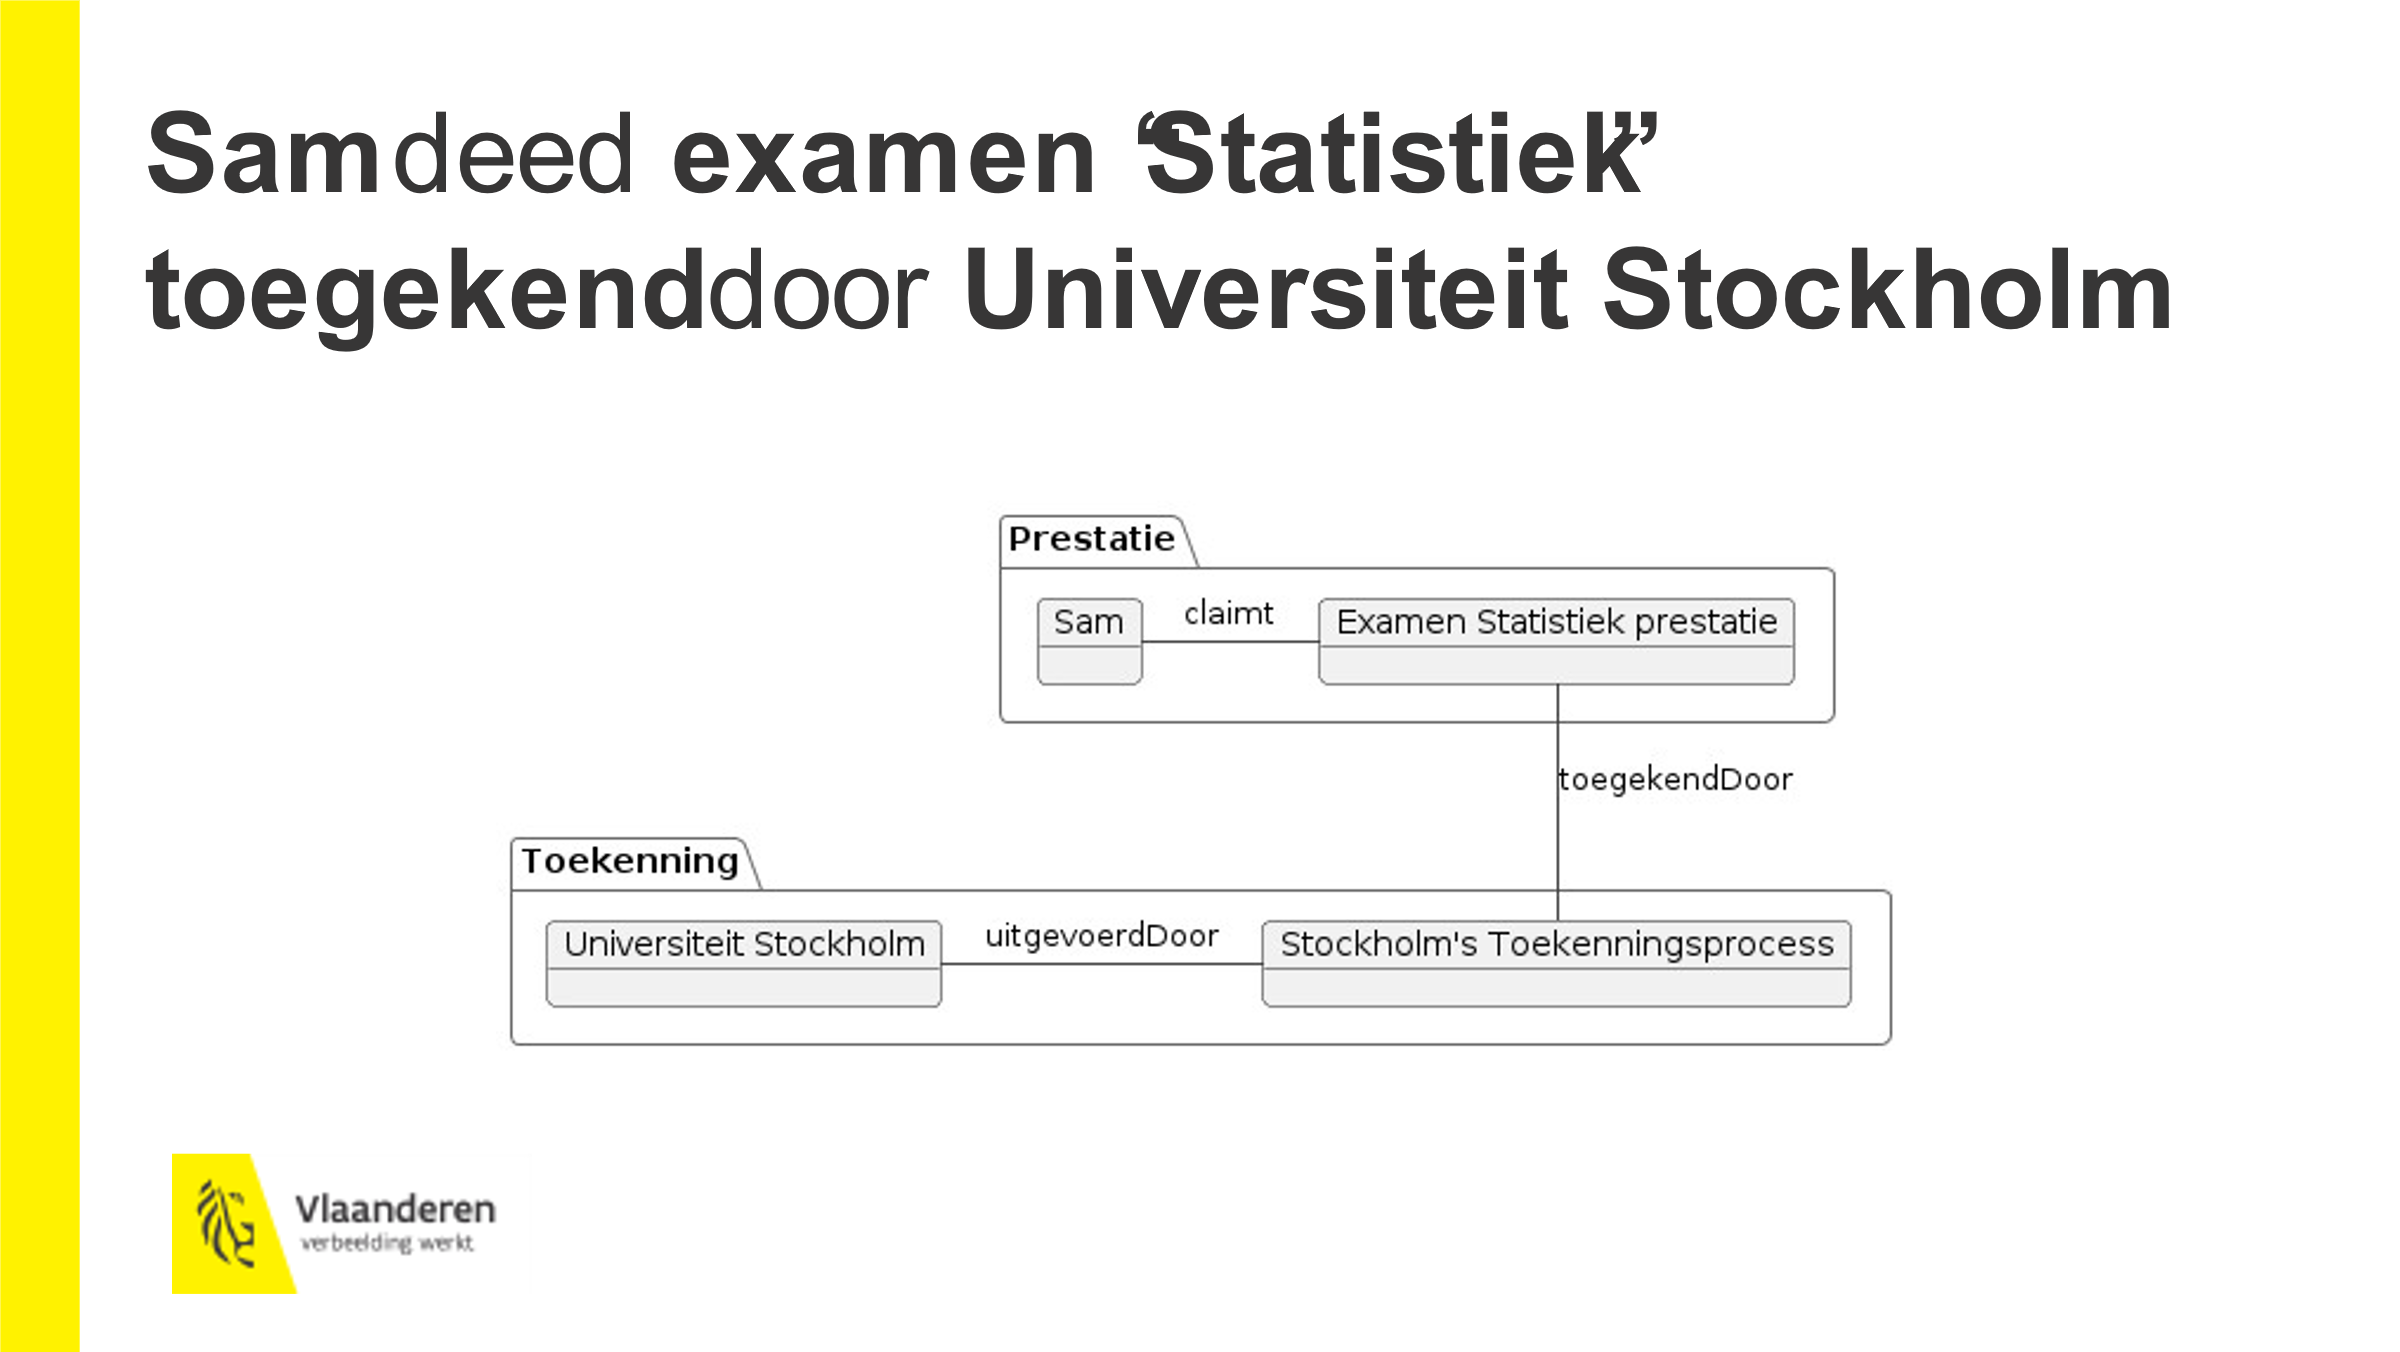 Sam deed examen “Statistiek”
toegekend door Universiteit Stockholm
Prestatie
Sam
claimt
Examen Statistiek prestatie
toegekendDoor
Toekenning
Universiteit Stockholm
uitgevoerdDoor
Stockholm's Toekenningsprocess
Vlaanderen
verbeelding werkt